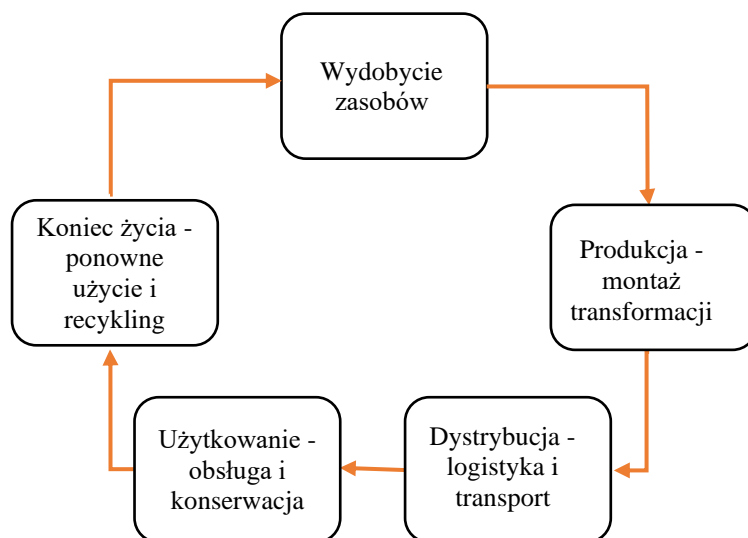 Wydobycie
zasobów
Produkcja -
montaż
transformacji
Dystrybucja -
logistyka i
transport
Użytkowanie -
obsługa i
konserwacja
Koniec życia -
ponowne
użycie i
recykling